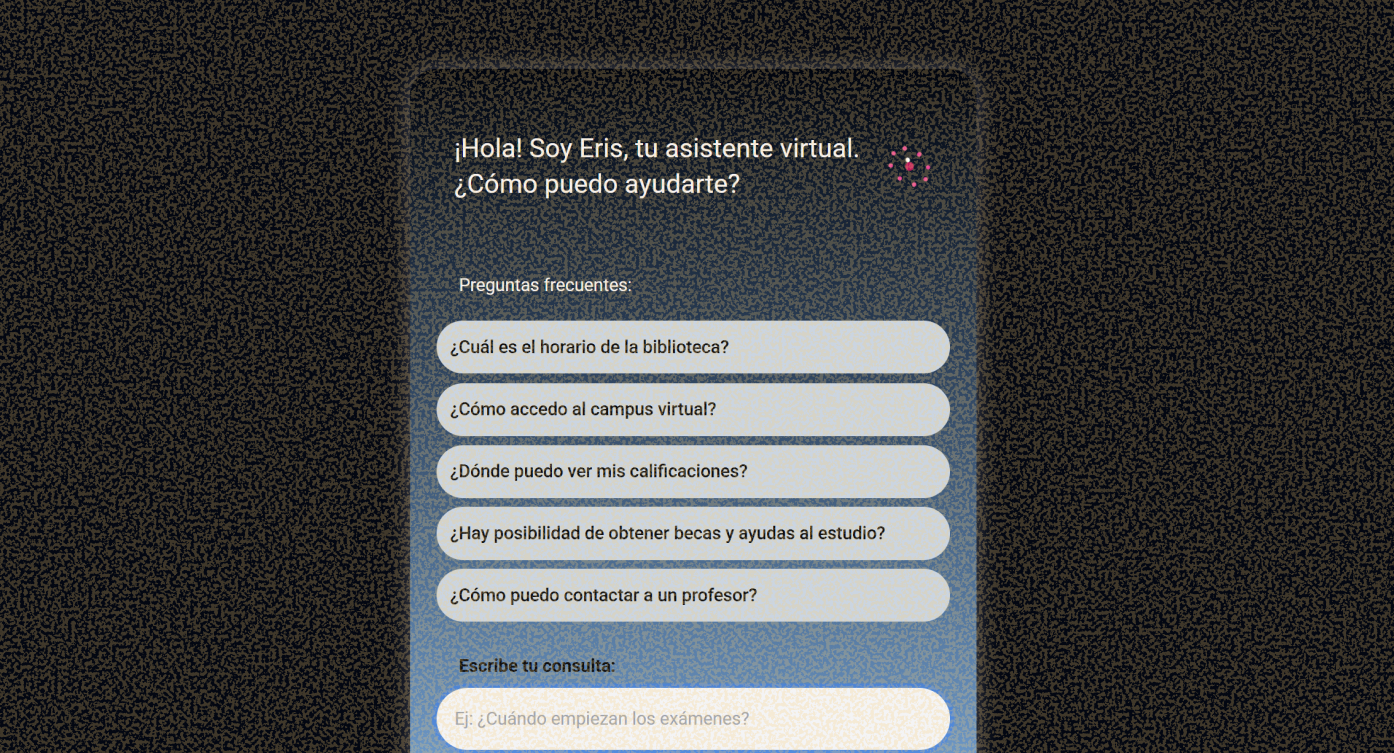 ¡Hola! Soy Eris, tu asistente virtual.
¿Cómo puedo ayudarte?
Preguntas frecuentes:
¿Cuál es el horario de la biblioteca?
¿Cómo accedo al campus virtual?
¿Dónde puedo ver mis calificaciones?
¿Hay posibilidad de obtener becas y ayudas al estudio?
¿Cómo puedo contactar a un profesor?
Escribe tu consulta:
Ej: ¿Cuándo empiezan los exámenes?